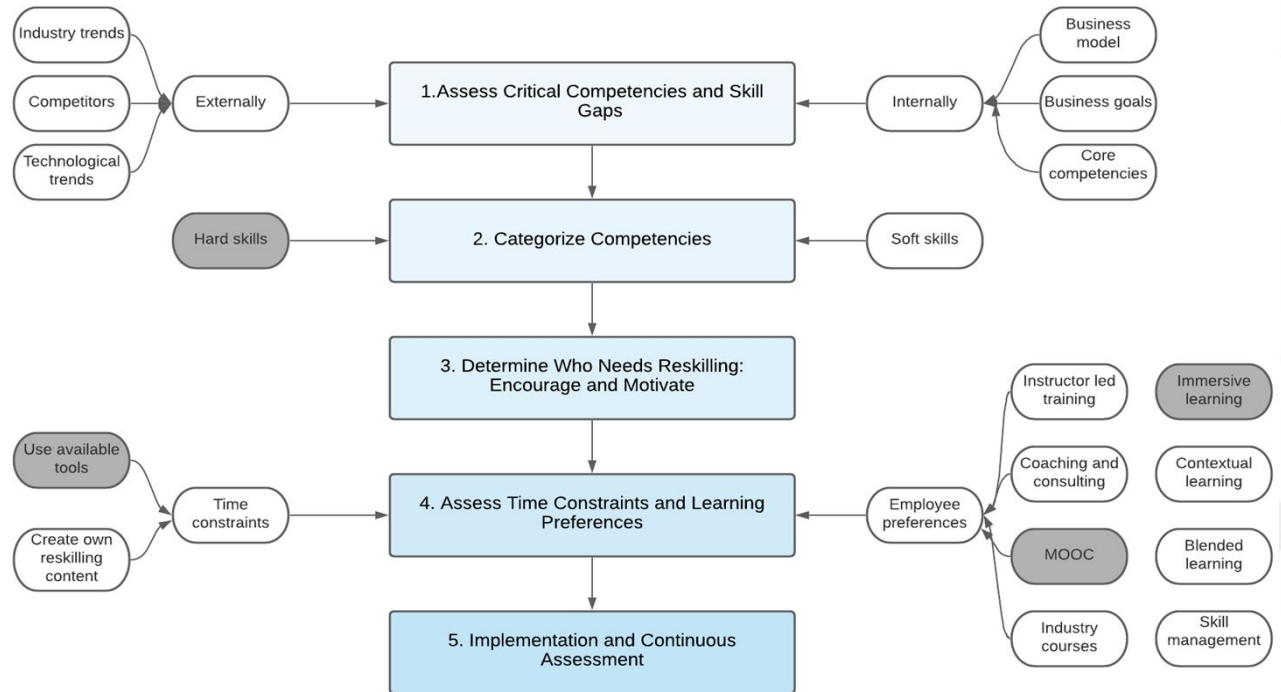 Industry trends
Competitors
Technological
trends
Externally
1.Assess Critical Competencies and Skill
Gaps
Internally
Business
model
Business goals
Core
competencies
Hard skills
2. Categorize Competencies
Soft skills
3. Determine Who Needs Reskilling:
Encourage and Motivate
Use available
tools
Create own
reskilling
content
Time
constraints
4. Assess Time Constraints and Learning
Preferences
Employee
preferences
Instructor led
training
Immersive
learning
Coaching and
consulting
Contextual
learning
MOOC
Blended
learning
Industry
courses
Skill
management
5. Implementation and Continuous
Assessment